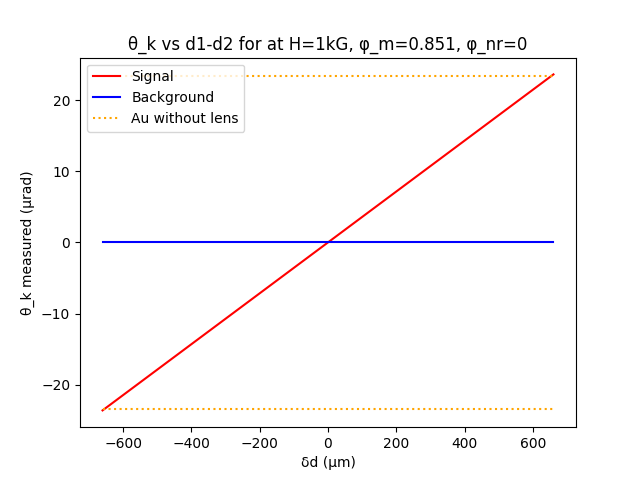 θ_k vs d1-d2 for at H=1kG, φ_m=0.851, φ_nr=0
Signal
Background
Au without lens
θ_k measured (μrad)
20
10
0
−10
−20
−600
−400
−200
0
200
400
600
δd (μm)